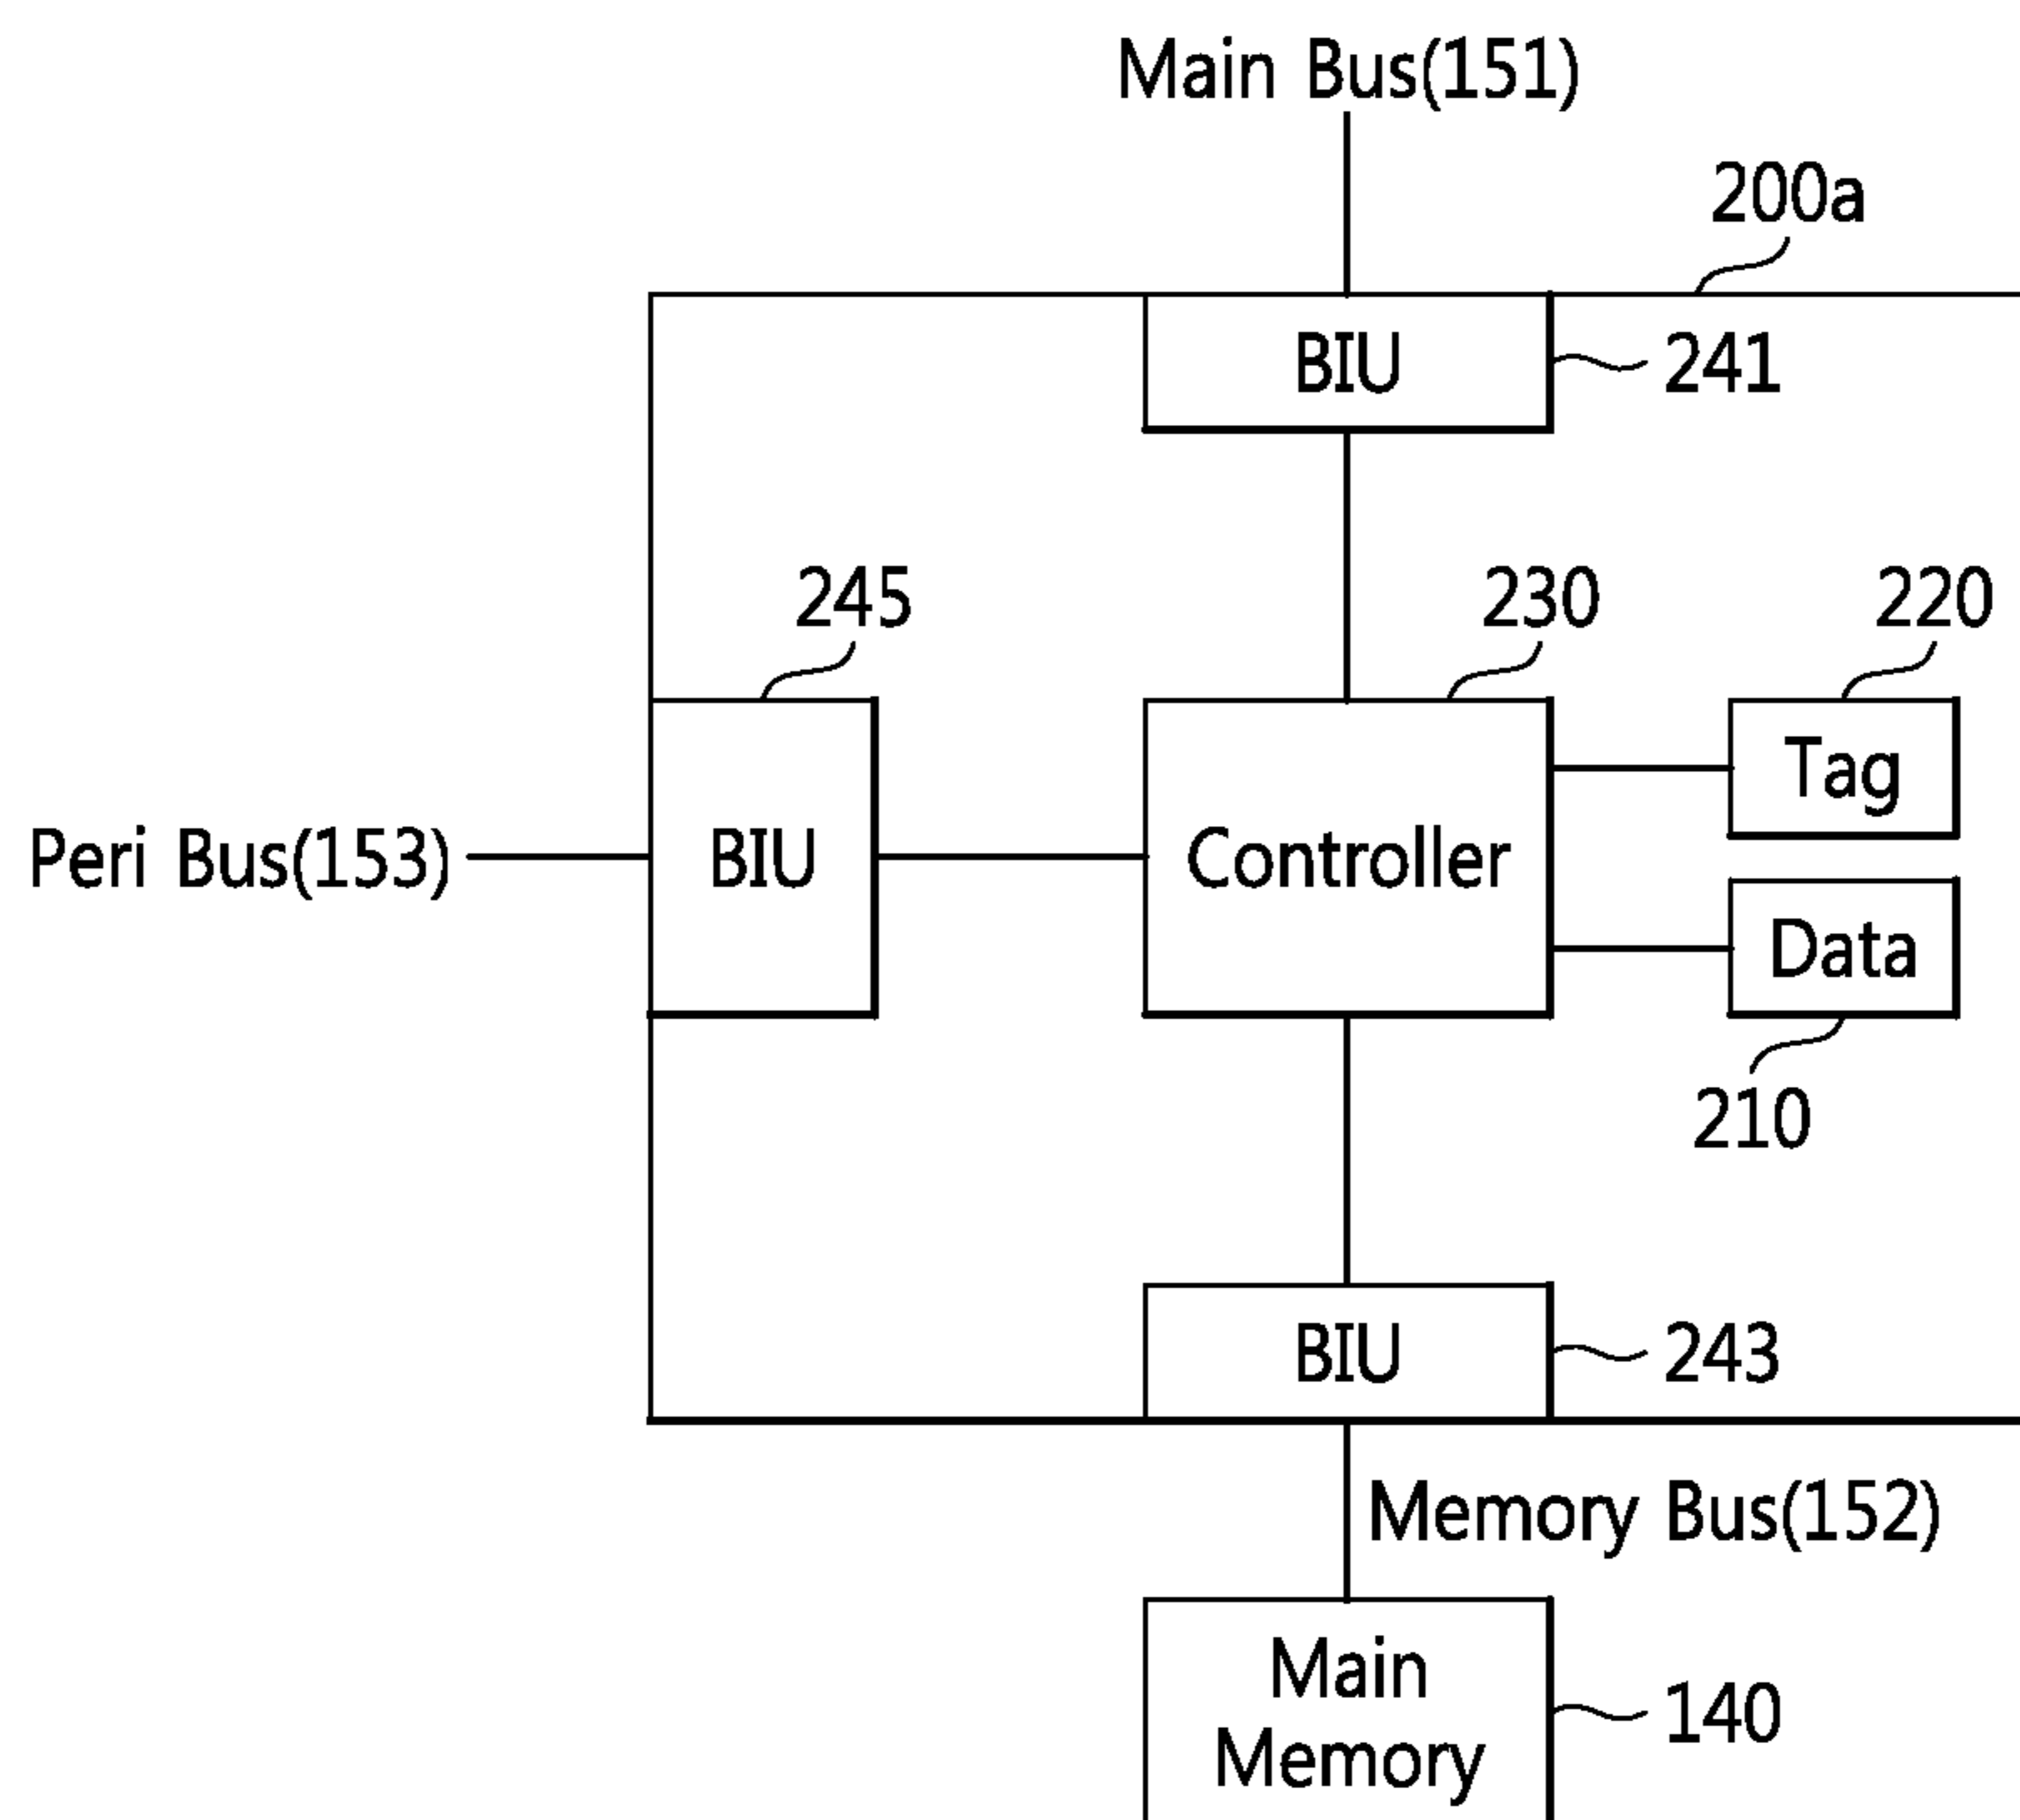 Main Bus(151)
200a
BIU
241
245
230
220
Tag
Peri Bus(153)
BIU
Controller
Data
210
BIU
243
Memory Bus(152)
Main
Memory
140